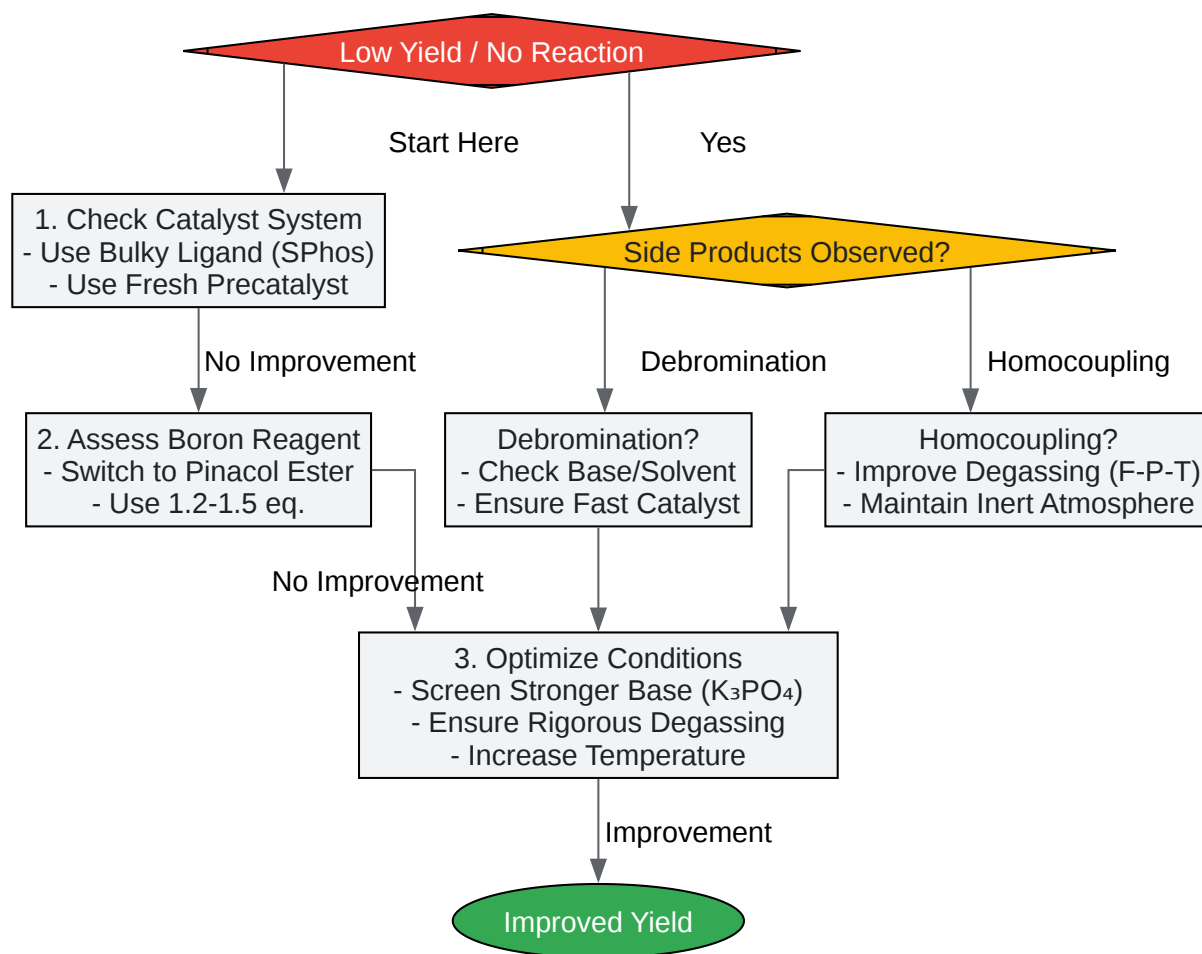 Low Yield / No Reaction
Start Here
Yes
1. Check Catalyst System
- Use Bulky Ligand (SPhos)
- Use Fresh Precatalyst
Side Products Observed?
No Improvement
Debromination
Homocoupling
2. Assess Boron Reagent
- Switch to Pinacol Ester
- Use 1.2-1.5 eq.
Debromination?
- Check Base/Solvent
- Ensure Fast Catalyst
Homocoupling?
- Improve Degassing (F-P-T)
- Maintain Inert Atmosphere
No Improvement
3. Optimize Conditions
- Screen Stronger Base (K₃PO₄)
- Ensure Rigorous Degassing
- Increase Temperature
Improvement
Improved Yield